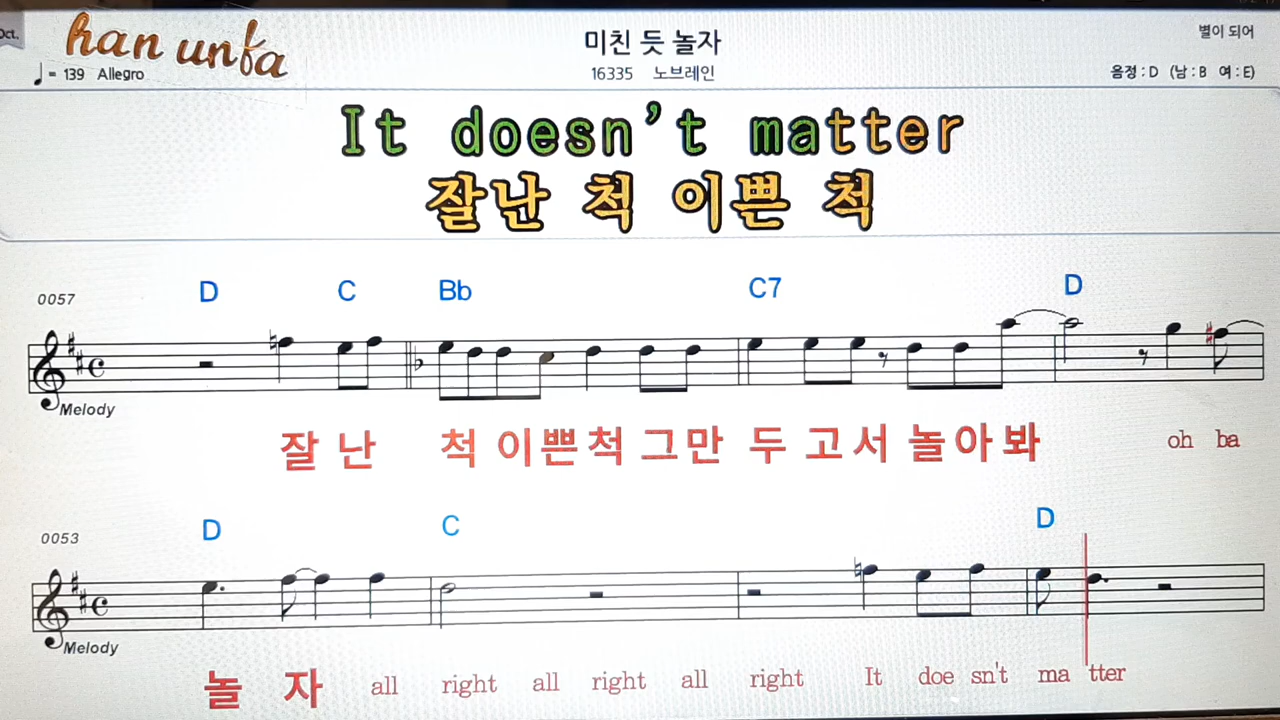 Oct.
han unfa
미친 듯 놀자
별이 되어
♩= 139 Allegro
16335 노브레인
음정 : D (남 : B 여 : E)
It doesn't matter
잘난 척 이쁜 척
0057
D C Bb C7 D
Melody
잘 난 척 이 쁜 척 그 만 두 고 서 놀 아 봐 oh ba
0053
D C D
Melody
놀 자 all right all right all right It doe sn't ma tter